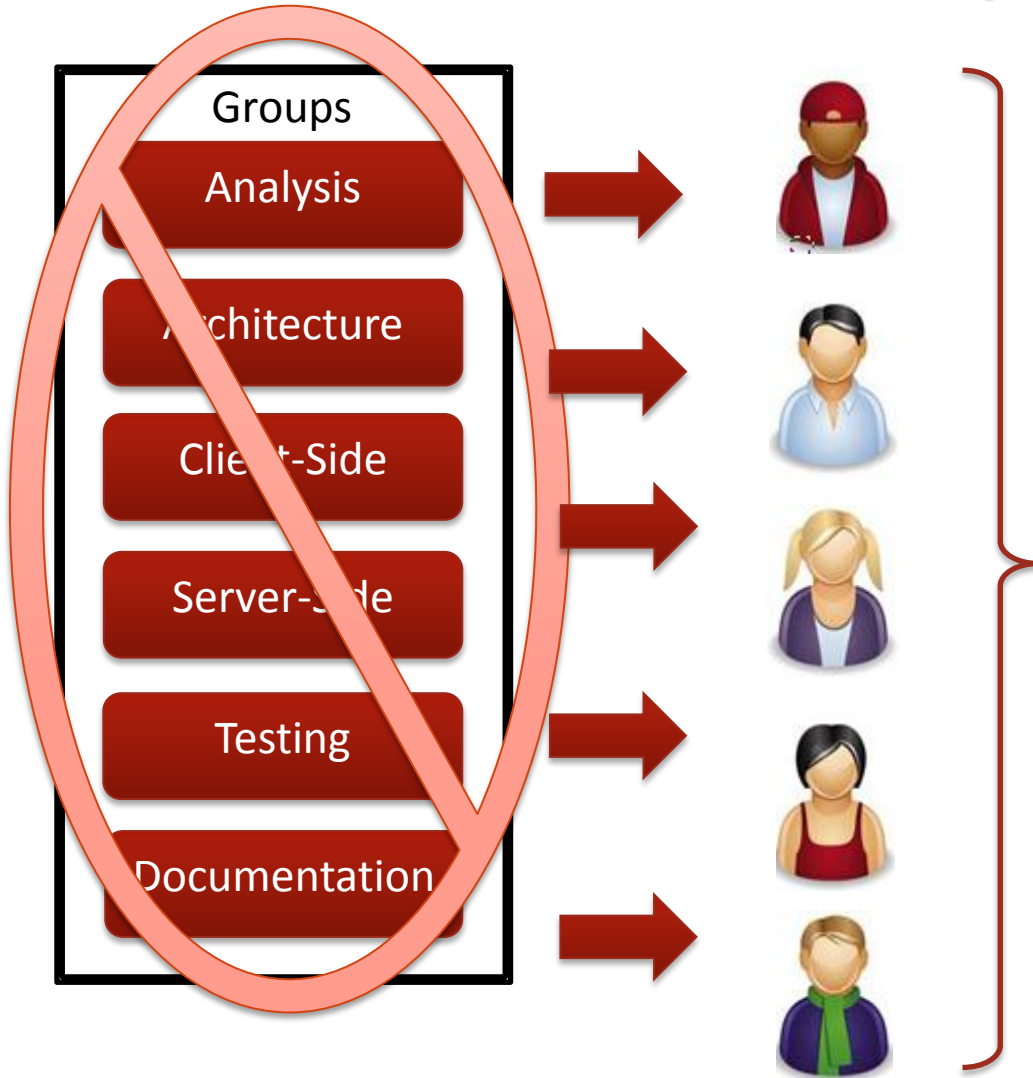 Groups
Analysis
Architecture
Client-Side
Server-Side
Testing
Documentation